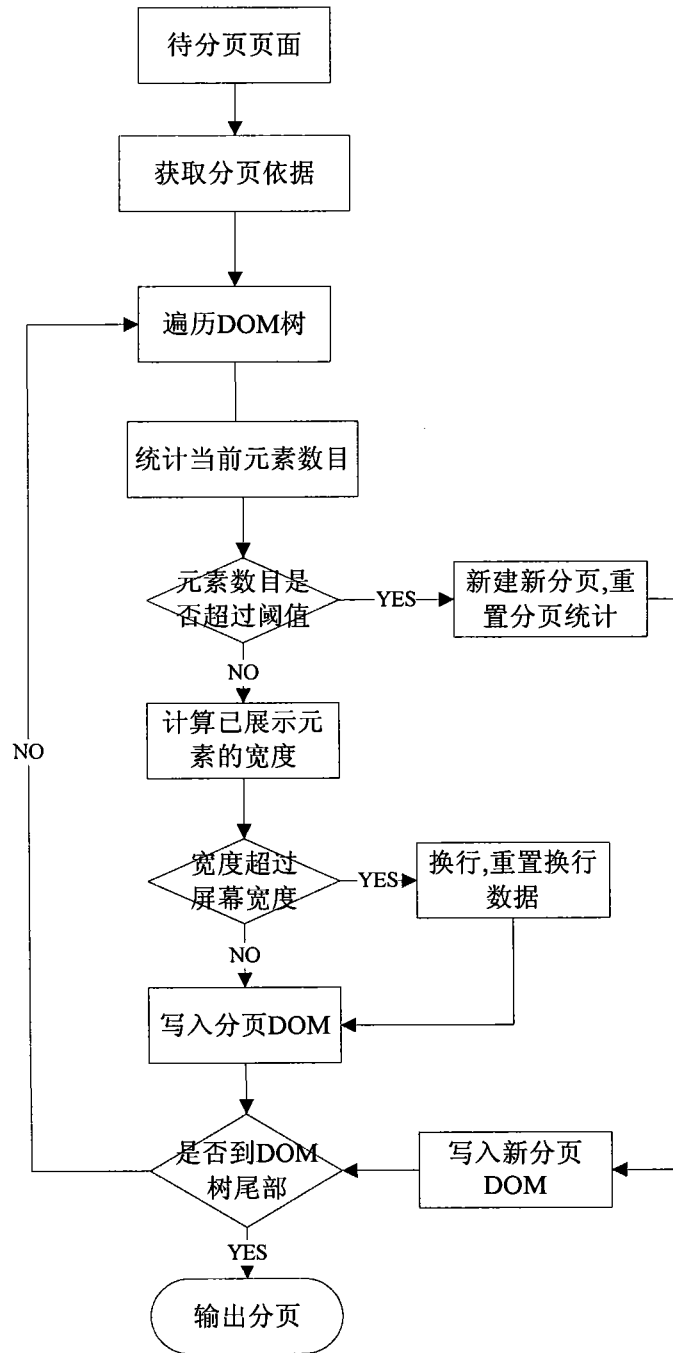 待分页页面
获取分页依据
遍历DOM树
统计当前元素数目
元素数目是
否超过阈值
YES
新建新分页,重
置分页统计
NO
计算已展示元
素的宽度
NO
宽度超过
屏幕宽度
YES
换行,重置换行
数据
NO
写入分页DOM
是否到DOM
树尾部
写入新分页
DOM
YES
输出分页